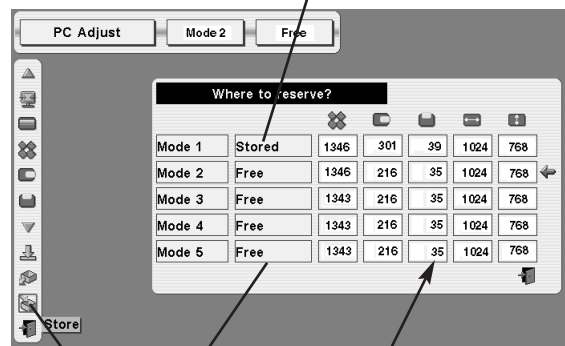 PC Adjust Mode 2 Free
Where to reserve?
Mode 1 Stored 1346 301 39 1024 768
Mode 2 Free 1346 216 35 1024 768
Mode 3 Free 1343 216 35 1024 768
Mode 4 Free 1343 216 35 1024 768
Mode 5 Free 1343 216 35 1024 768
Store